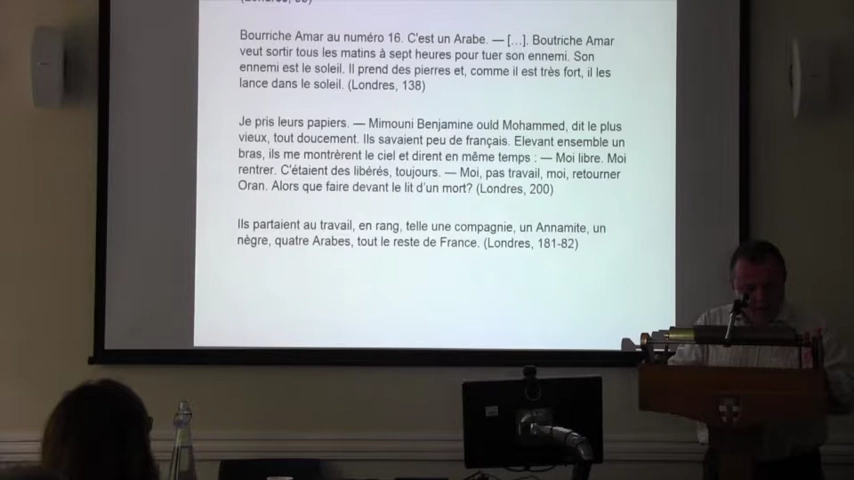 Bourriche Amar au numéro 16. C'est un Arabe. — [...]. Boutriche Amar
veut sortir tous les matins à sept heures pour tuer son ennemi. Son
ennemi est le soleil. Il prend des pierres et, comme il est très fort, il les
lance dans le soleil. (Londres, 138)
Je pris leurs papiers. — Mimouni Benjamine ould Mohammed, dit le plus
vieux, tout doucement. Ils savaient peu de français. Elevant ensemble un
bras, ils me montrèrent le ciel et dirent en même temps : — Moi libre. Moi
rentrer. C'étaient des libérés, toujours. — Moi, pas travail, moi, retourner
Oran. Alors que faire devant le lit d'un mort? (Londres, 200)
Ils partaient au travail, en rang, telle une compagnie, un Annamite, un
nègre, quatre Arabes, tout le reste de France. (Londres, 181-82)